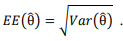 EE(θ̂) = √Var(θ̂) .